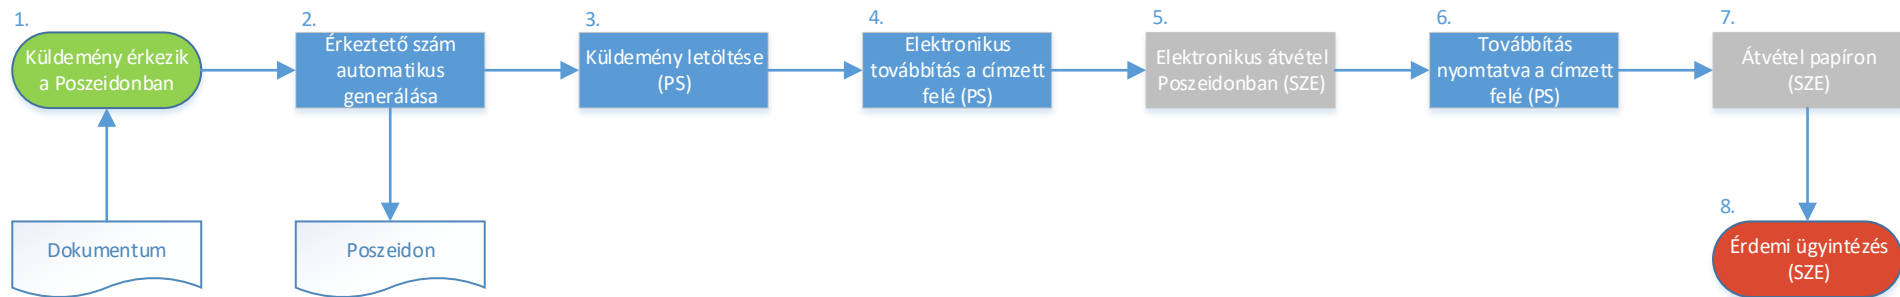 1.
Küldemény érkezik
a Poszeidonban
2.
Érkeztető szám
automatikus
generálása
3.
Küldemény letöltése
(PS)
4.
Elektronikus
továbbítás a címzett
felé (PS)
5.
Elektronikus átvétel
Poszeidonban (SZE)
6.
Továbbítás
nyomtatva a címzett
felé (PS)
7.
Átvétel papíron
(SZE)
Dokumentum
Poszeidon
8.
Érdemi ügyintézés
(SZE)